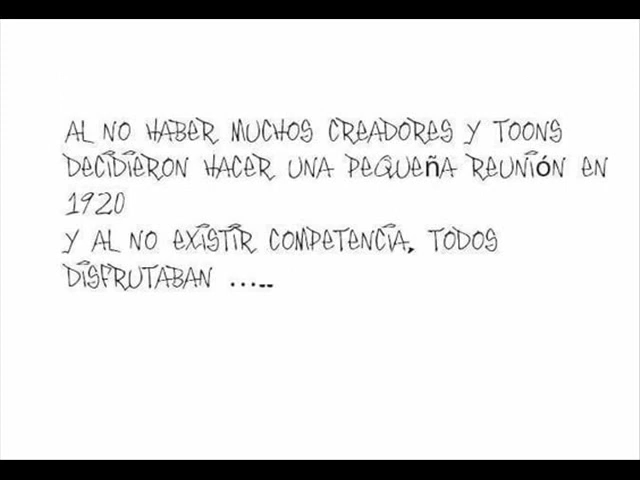 AL NO HABER MUCHOS CREADORES Y TOONS
DECIDIERON HACER UNA PEQUEÑA REUNIÓN EN
1920
Y AL NO EXISTIR COMPETENCIA, TODOS
DISFRUTABAN .....